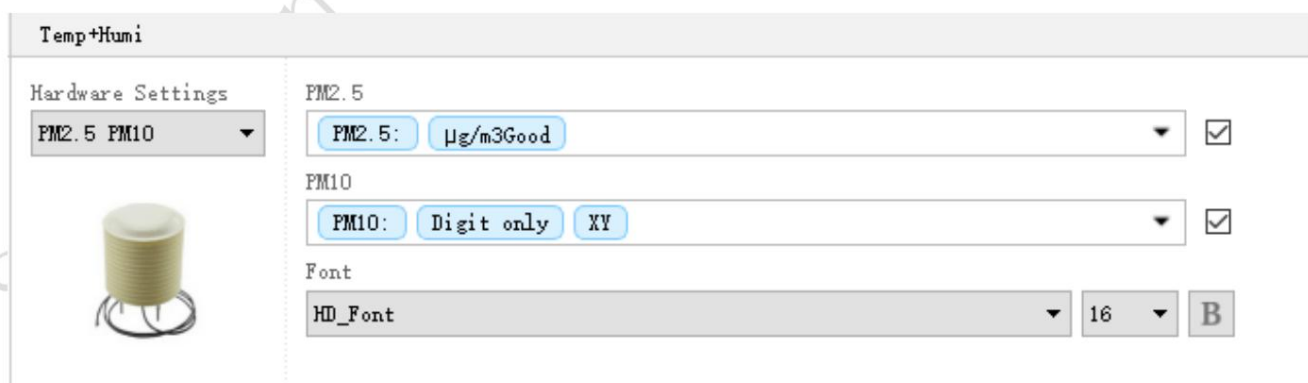 Temp+Humi
Hardware Settings
PM2.5 PM10
PM2.5
PM2.5: μg/m3Good
PM10
PM10: Digit only XY
Font
HD_Font 16 B